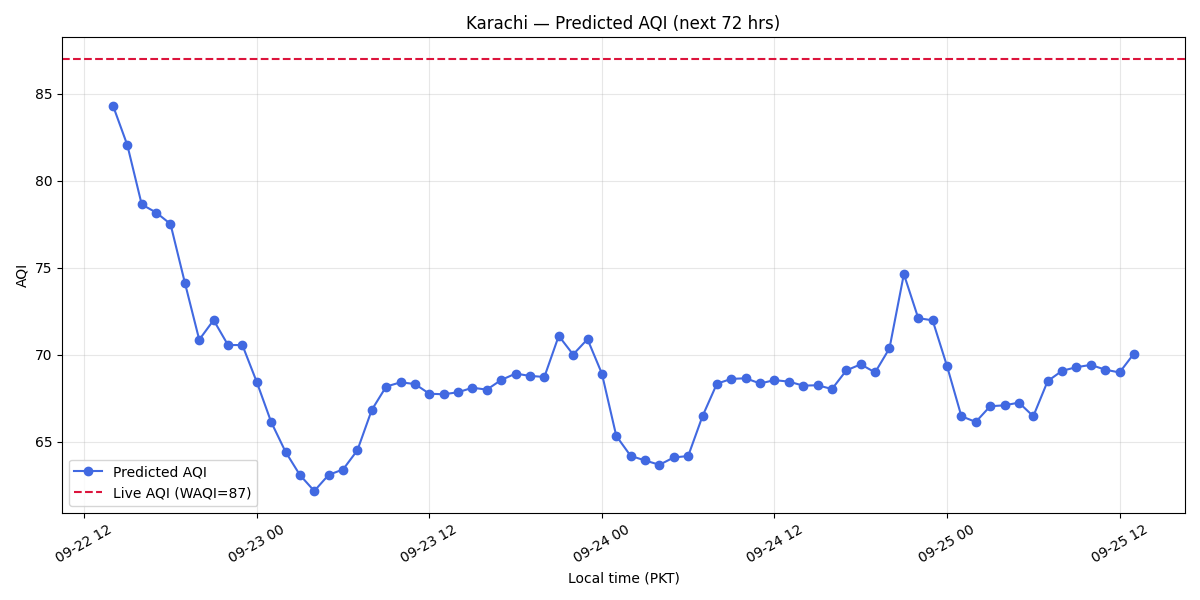 Karachi — Predicted AQI (next 72 hrs)
AQI
85
80
75
70
65
Predicted AQI
Live AQI (WAQI=87)
09-22 12
09-23 00
09-23 12
09-24 00
09-24 12
09-25 00
09-25 12
Local time (PKT)